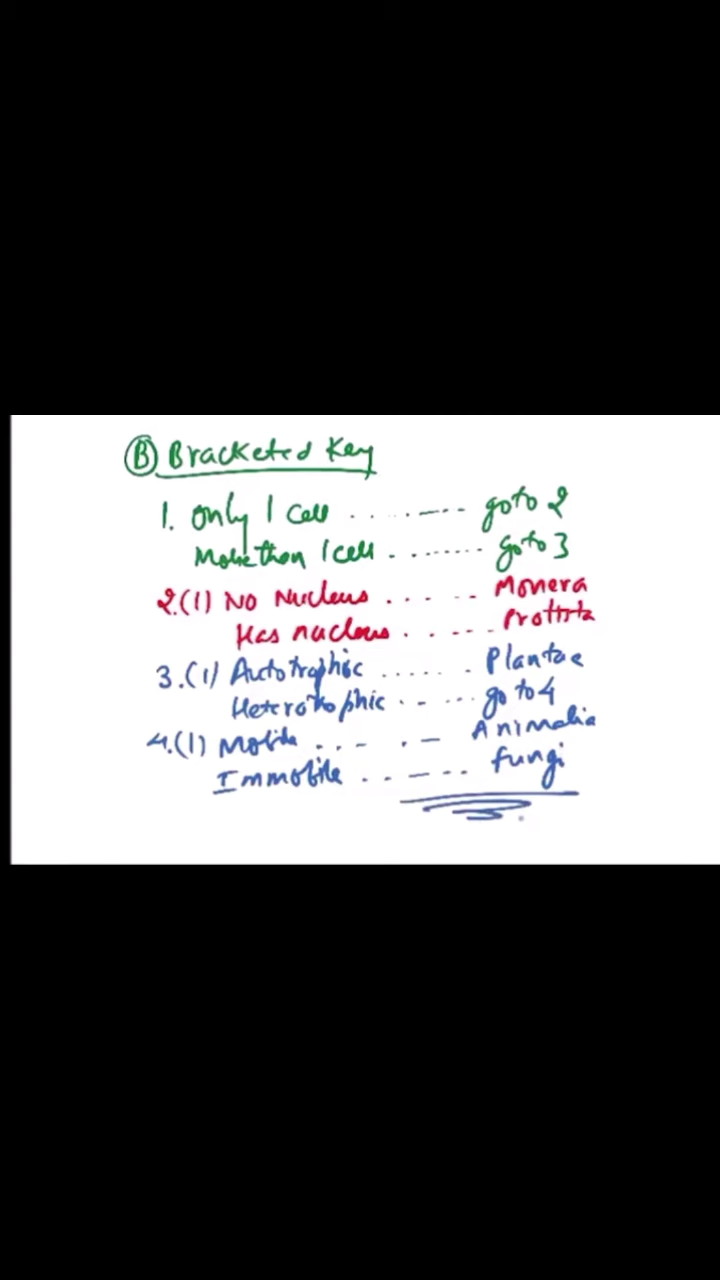 B Bracketed Key
1. Only 1 Cell ........--- go to 2
More than 1 cell ........ go to 3
2.(1) No Nucleus ...... Monera
Has nucleus ...... Protista
3.(1) Autotrophic ...... Plantae
Heterotrophic ...... go to 4
4.(1) Motile ...-.- Animalia
Immobile ..-.. fungi